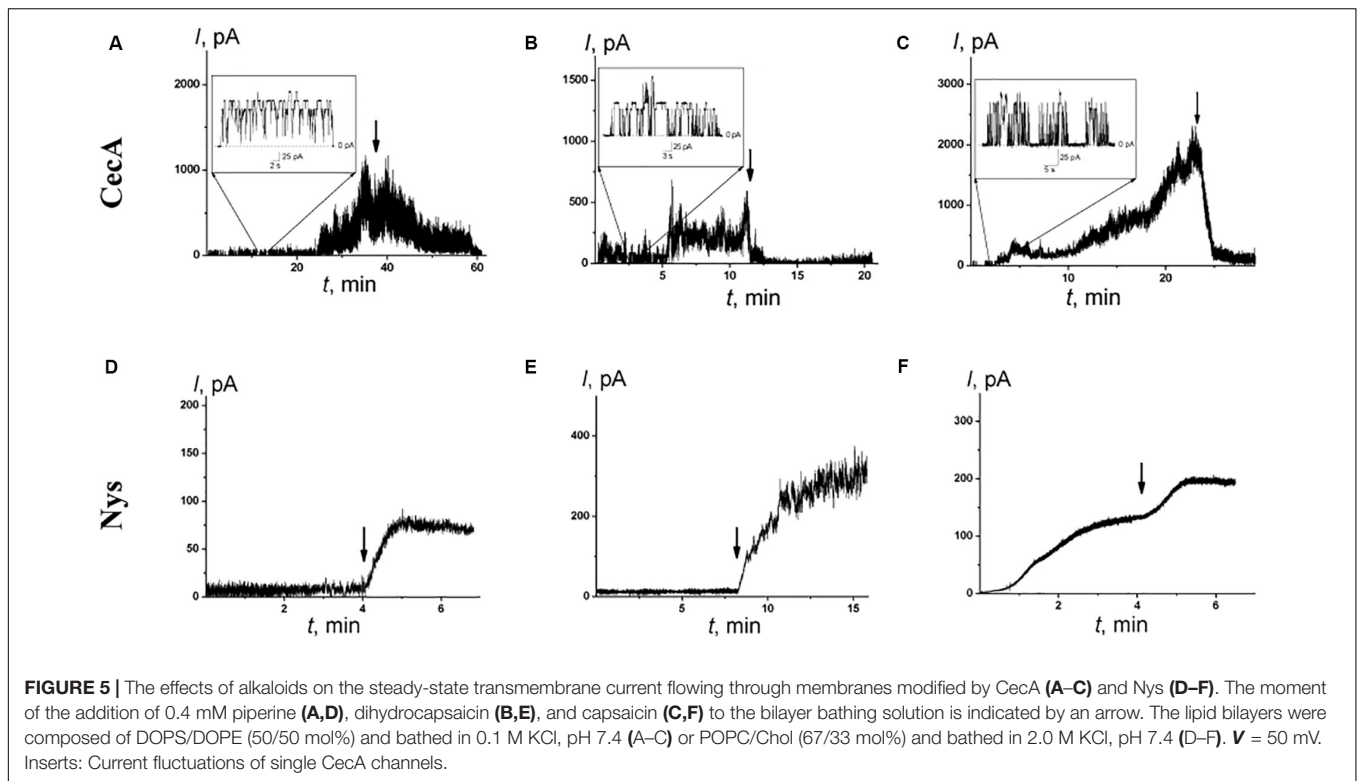 A
I, pA
2000
1000
0
0 pA
25 pA
2 s
20
40
60
t, min
B
I, pA
1500
1000
500
250
0
0 pA
25 pA
3 s
5
10
15
20
t, min
C
I, pA
3000
2000
1000
0
0 pA
25 pA
5 s
10
20
t, min
CecA
D
I, pA
200
150
100
75
50
25
0
2
4
6
t, min
E
I, pA
400
200
0
5
10
15
t, min
F
I, pA
300
200
100
0
2
4
6
t, min
Nys
FIGURE 5 | The effects of alkaloids on the steady-state transmembrane current flowing through membranes modified by CecA (A–C) and Nys (D–F). The moment
of the addition of 0.4 mM piperine (A,D), dihydrocapsaicin (B,E), and capsaicin (C,F) to the bilayer bathing solution is indicated by an arrow. The lipid bilayers were
composed of DOPS/DOPE (50/50 mol%) and bathed in 0.1 M KCl, pH 7.4 (A–C) or POPC/Chol (67/33 mol%) and bathed in 2.0 M KCl, pH 7.4 (D–F). V = 50 mV.
Inserts: Current fluctuations of single CecA channels.